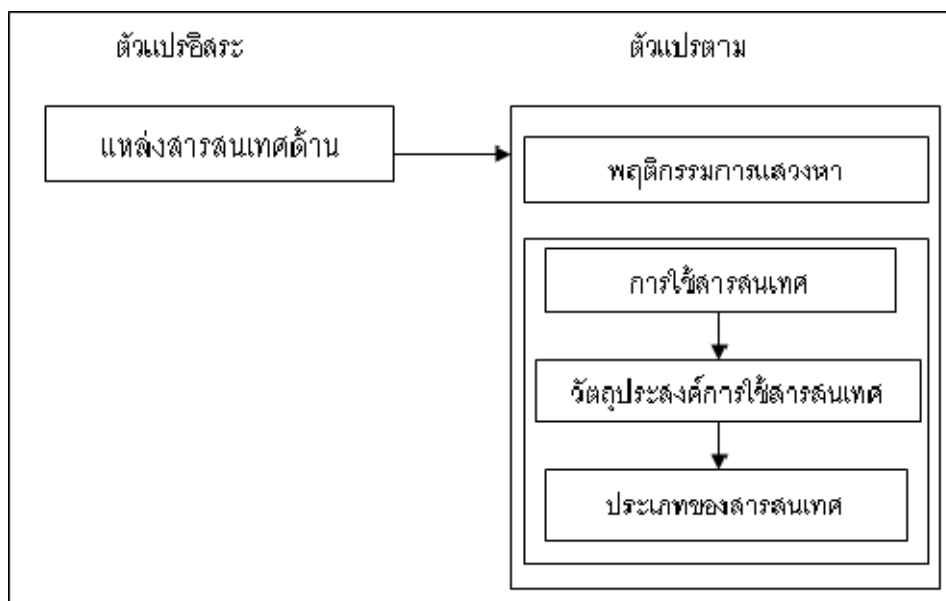 ตัวแปรอิสระ
ตัวแปรตาม
แหล่งสารสนเทศด้าน
พฤติกรรมการแสวงหา
การใช้สารสนเทศ
วัตถุประสงค์การใช้สารสนเทศ
ประเภทของสารสนเทศ